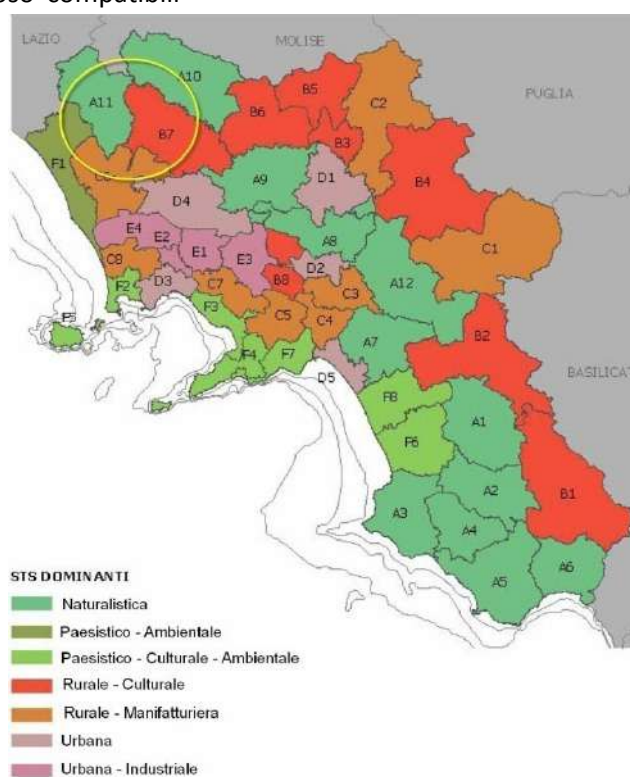 LAZIO
MOLISE
PUGLIA
BASILICAT
A10
A11
B5
B6
C2
B7
B3
F1
B4
A9
D1
D4
E4
E2
E1
E3
A8
C1
D2
C8
F2
D3
C7
B8
C3
A12
F3
C5
C4
B2
A7
F4
F7
D5
F8
A1
F6
A2
B1
A3
A4
A5
A6
STS DOMINANTI
Naturalistica
Paesistico - Ambientale
Paesistico - Culturale - Ambientale
Rurale - Culturale
Rurale - Manifatturiera
Urbana
Urbana - Industriale